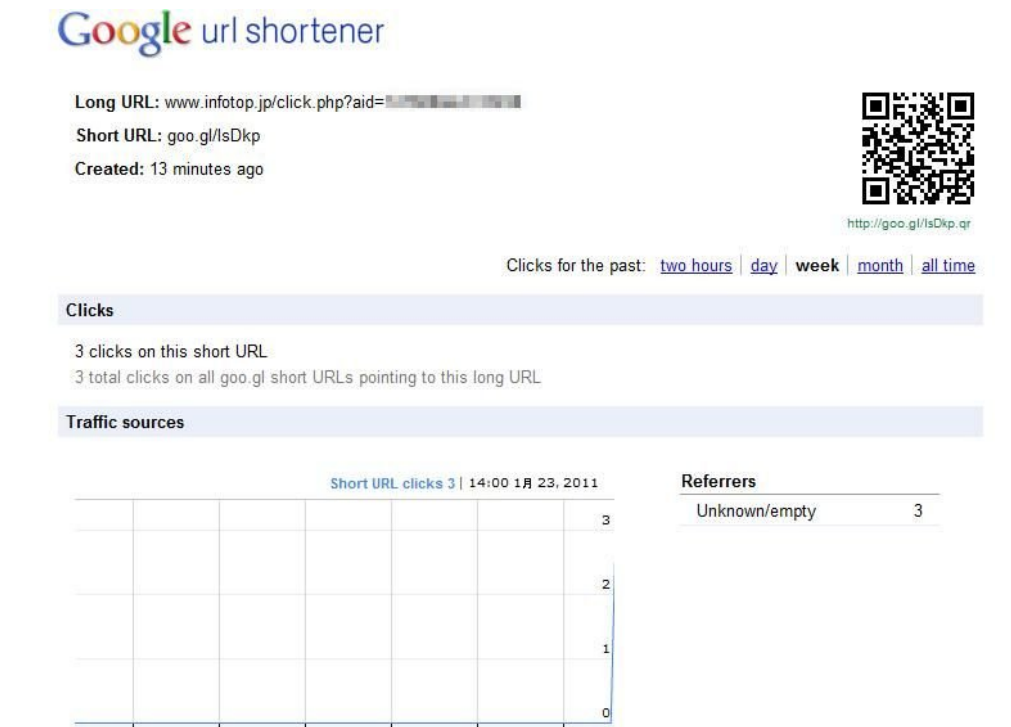 Google url shortener
Long URL: www.infotop.jp/click.php?aid=
Short URL: goo.gl/IsDkp
Created: 13 minutes ago
http://goo.gl/IsDkp.qr
Clicks for the past: two hours day week month all time
Clicks
3 clicks on this short URL
3 total clicks on all goo.gl short URLs pointing to this long URL
Traffic sources
Short URL clicks 3 | 14:00 1月 23, 2011
3
2
1
0
Referrers
Unknown/empty 3